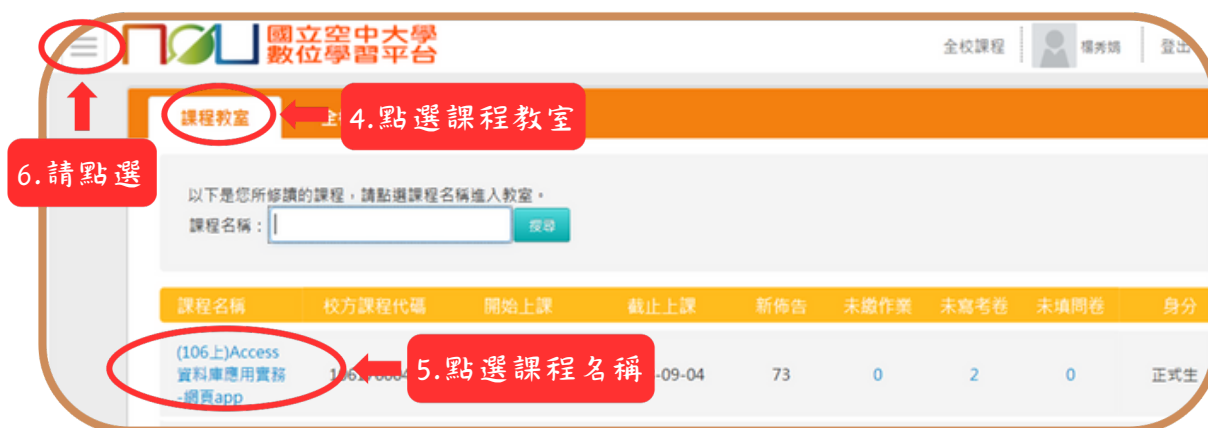 nou 國立空中大學
數位學習平台
全校課程
楊秀娟
登出
課程教室
4.點選課程教室
6.請點選
以下是您所修讀的課程，請點選課程名稱進入教室。
課程名稱：
搜尋
課程名稱 校方課程代碼 開始上課 截止上課 新佈告 未繳作業 未寫考卷 未填問卷 身分
(106上)Access
資料庫應用實務
-網頁app
5.點選課程名稱
-09-04 73 0 2 0 正式生